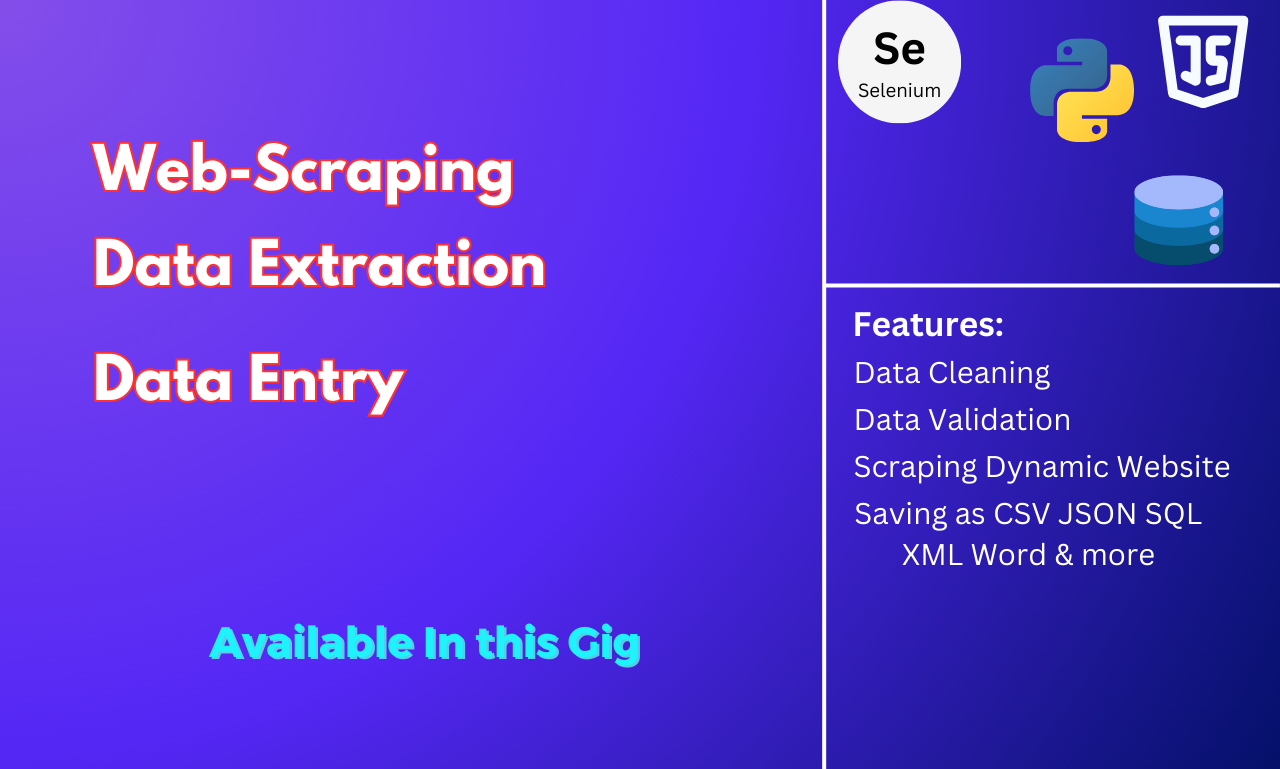 Web-Scraping
Data Extraction
Data Entry
Available In this Gig
Se
Selenium
JS
Features:
Data Cleaning
Data Validation
Scraping Dynamic Website
Saving as CSV JSON SQL
XML Word & more